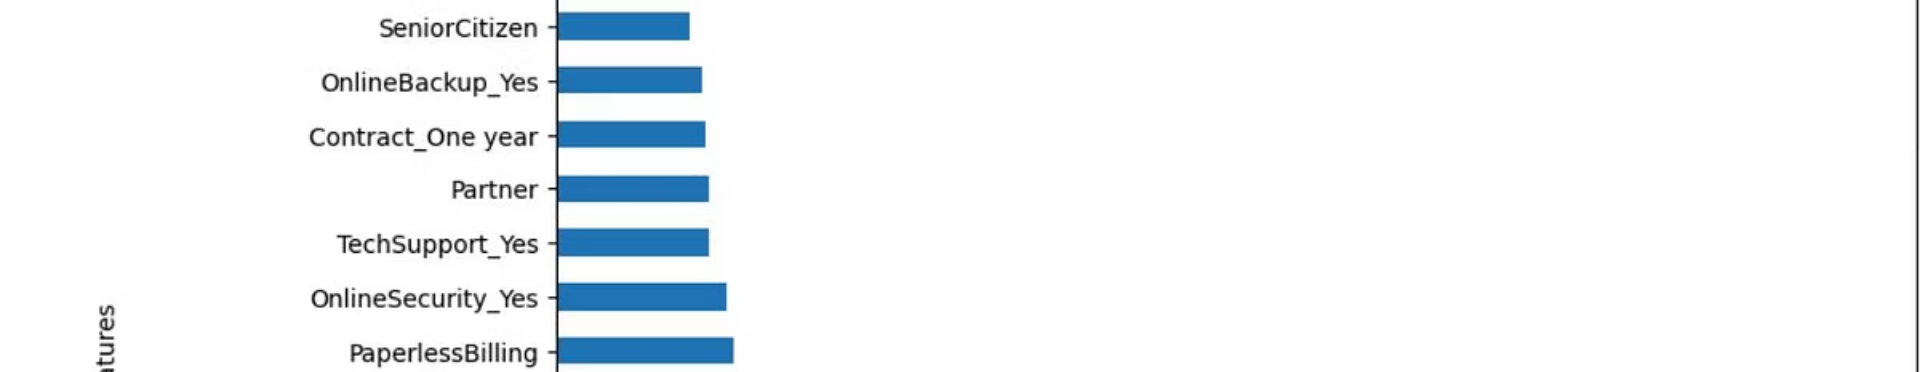 SeniorCitizen
OnlineBackup_Yes
Contract_One year
Partner
TechSupport_Yes
OnlineSecurity_Yes
PaperlessBilling